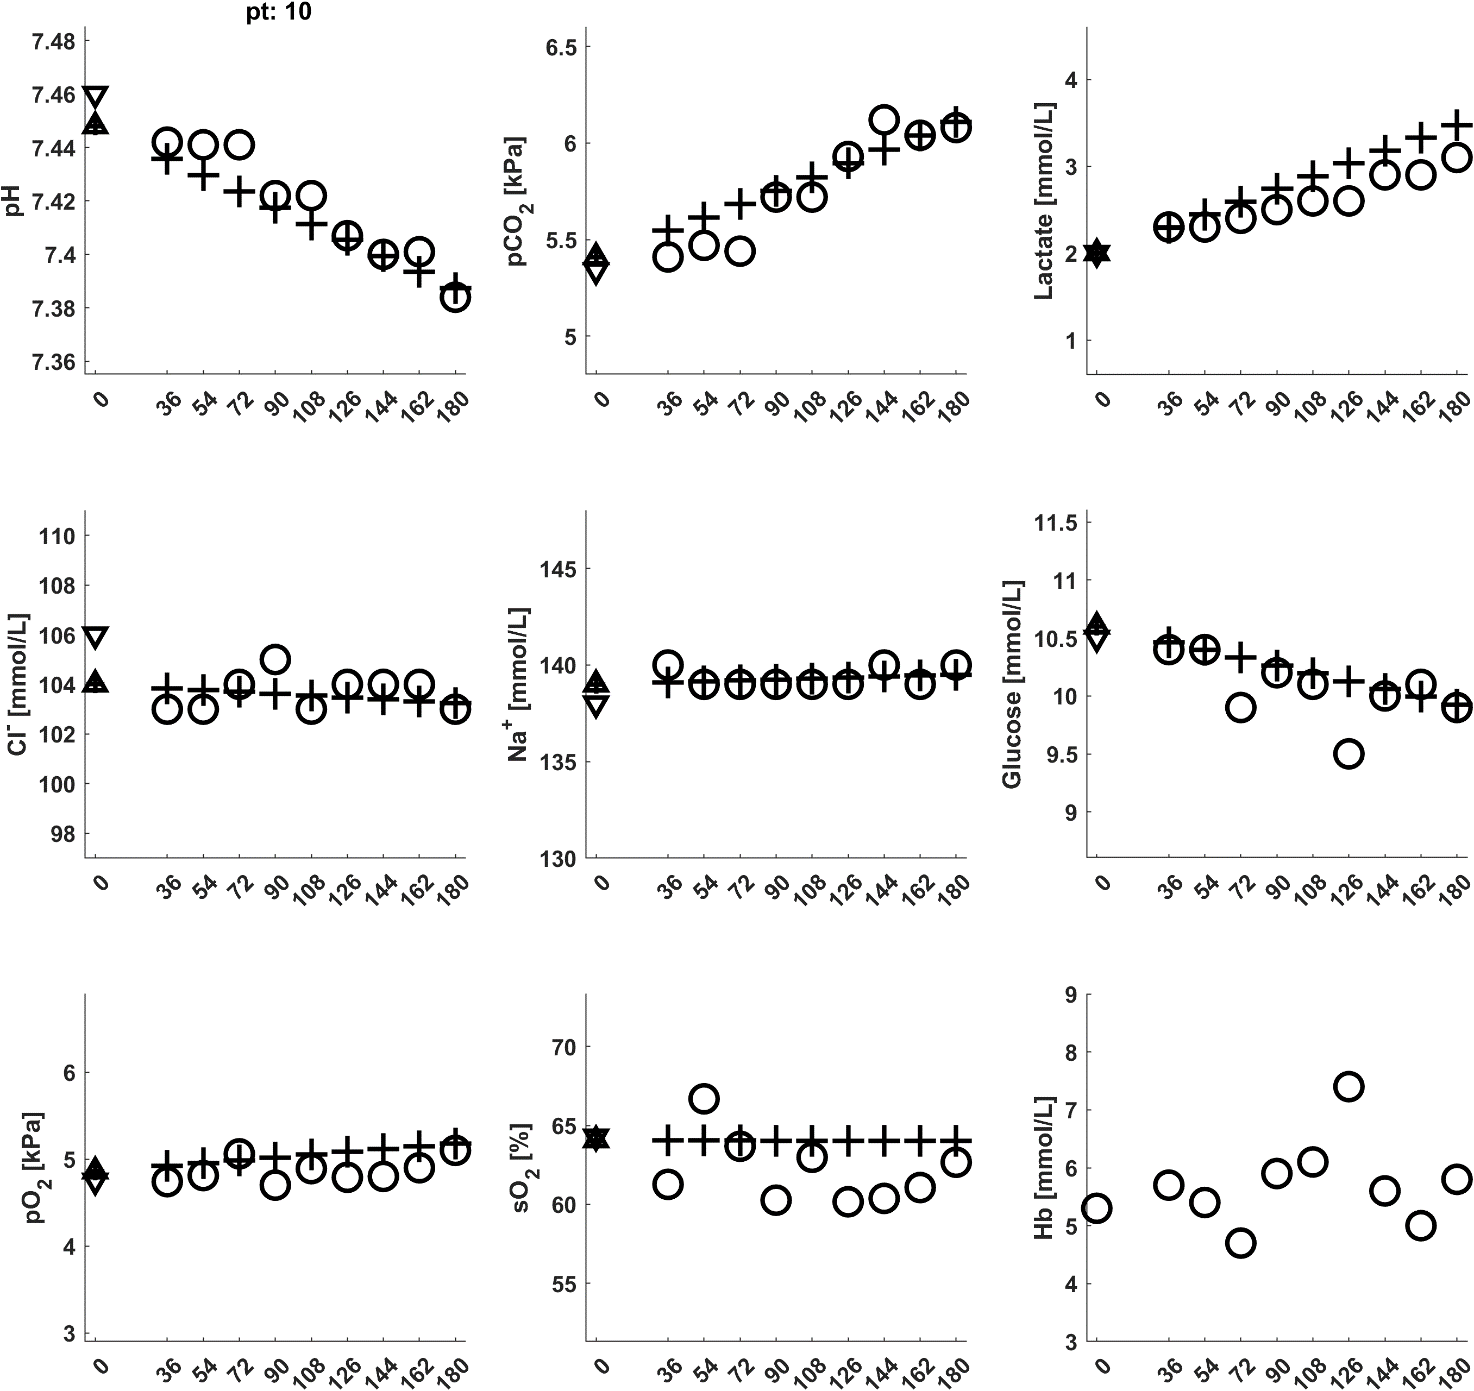 pt: 10
7.48
7.46
7.44
7.42
7.4
7.38
7.36
pH
0 36 54 72 90 108 126 144 162 180
6.5
6
5.5
5
pCO2 [kPa]
0 36 54 72 90 108 126 144 162 180
4
3
2
1
Lactate [mmol/L]
0 36 54 72 90 108 126 144 162 180
110
108
106
104
102
100
98
Cl- [mmol/L]
0 36 54 72 90 108 126 144 162 180
145
140
135
130
Na+ [mmol/L]
0 36 54 72 90 108 126 144 162 180
11.5
11
10.5
10
9.5
9
Glucose [mmol/L]
0 36 54 72 90 108 126 144 162 180
6
5
4
3
pO2 [kPa]
0 36 54 72 90 108 126 144 162 180
70
65
60
55
sO2 [%]
0 36 54 72 90 108 126 144 162 180
9
8
7
6
5
4
3
Hb [mmol/L]
0 36 54 72 90 108 126 144 162 180